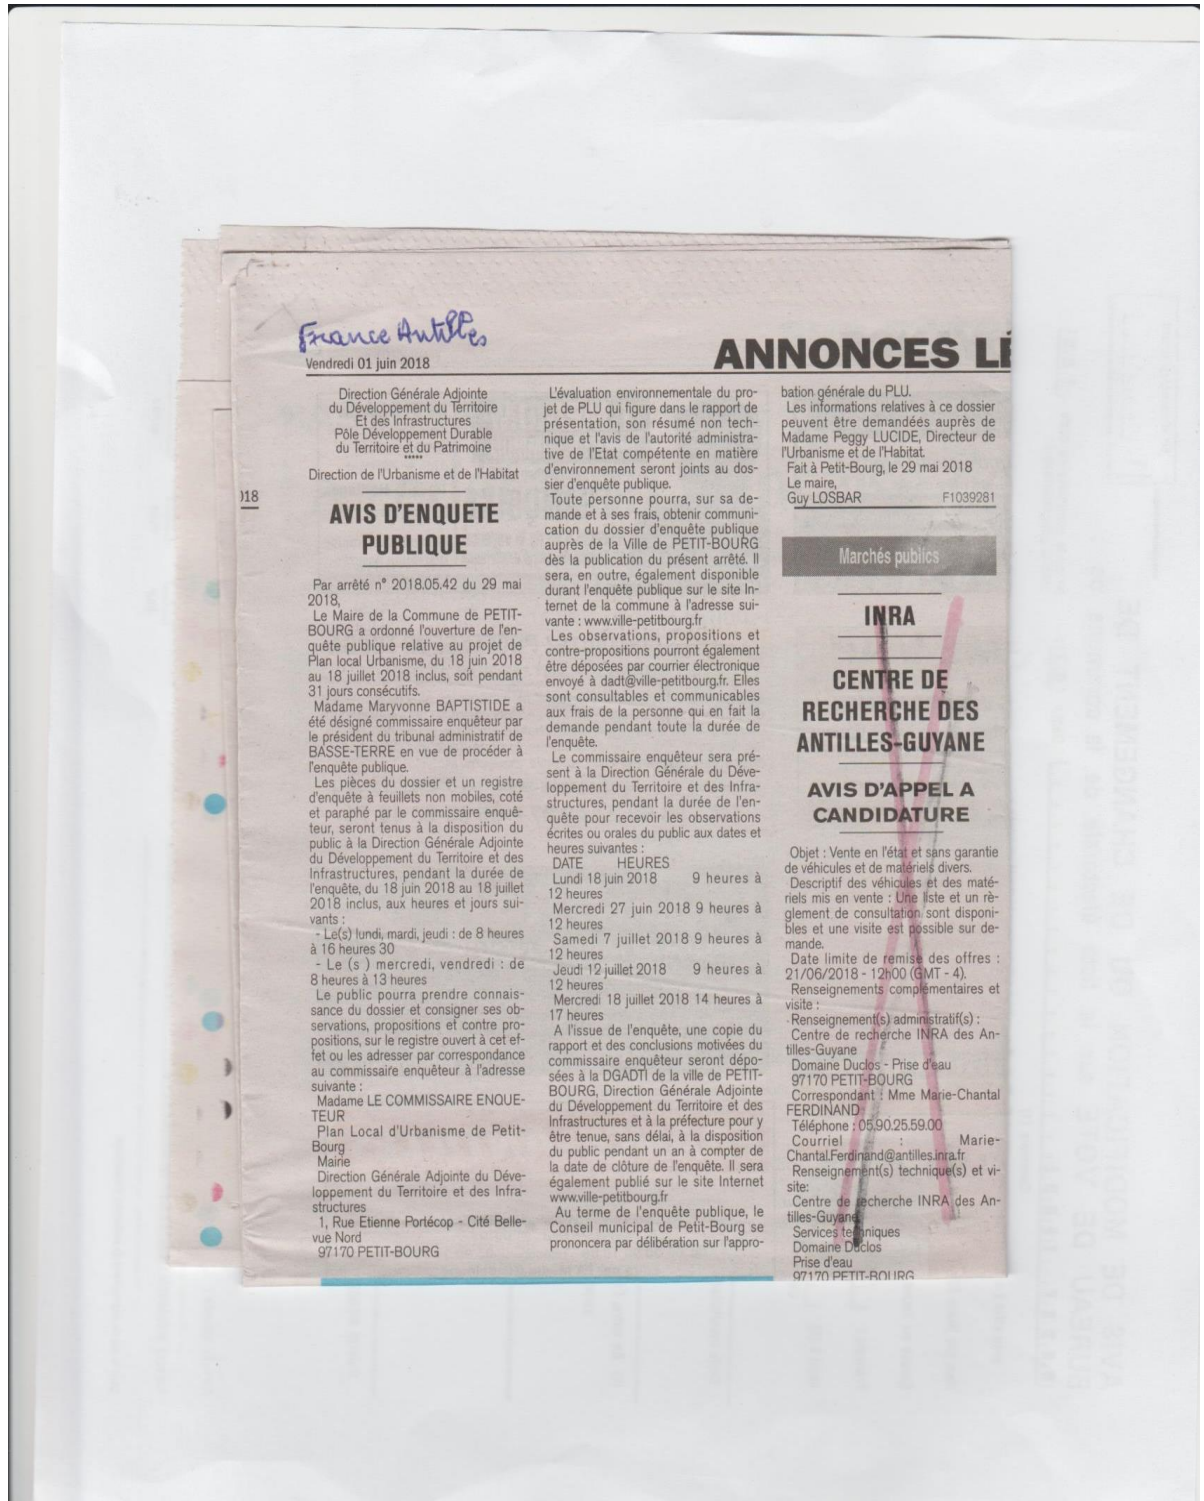 France Antilles
Vendredi 01 juin 2018
ANNONCES LÉ
Direction Générale Adjointe
du Développement du Territoire
Et des Infrastructures
Pôle Développement Durable
du Territoire et du Patrimoine
*****
Direction de l'Urbanisme et de l'Habitat
018
AVIS D'ENQUETE
PUBLIQUE
Par arrêté n° 2018.05.42 du 29 mai
2018,
Le Maire de la Commune de PETIT-
BOURG a ordonné l'ouverture de l'en-
quête publique relative au projet de
Plan local Urbanisme, du 18 juin 2018
au 18 juillet 2018 inclus, soit pendant
31 jours consécutifs.
Madame Maryvonne BAPTISTIDE a
été désigné commissaire enquêteur par
le président du tribunal administratif de
BASSE-TERRE en vue de procéder à
l'enquête publique.
Les pièces du dossier et un registre
d'enquête à feuillets non mobiles, coté
et paraphé par le commissaire enquê-
teur, seront tenus à la disposition du
public à la Direction Générale Adjointe
du Développement du Territoire et des
Infrastructures, pendant la durée de
l'enquête, du 18 juin 2018 au 18 juillet
2018 inclus, aux heures et jours sui-
vants :
- Le(s) lundi, mardi, jeudi : de 8 heures
à 16 heures 30
- Le (s ) mercredi, vendredi : de
8 heures à 13 heures
Le public pourra prendre connais-
sance du dossier et consigner ses ob-
servations, propositions et contre pro-
positions, sur le registre ouvert à cet ef-
fet ou les adresser par correspondance
au commissaire enquêteur à l'adresse
suivante :
Madame LE COMMISSAIRE ENQUE-
TEUR
Plan Local d'Urbanisme de Petit-
Bourg
Mairie
Direction Générale Adjointe du Déve-
loppement du Territoire et des Infra-
structures
1, Rue Etienne Portécop - Cité Belle-
vue Nord
97170 PETIT-BOURG
L'évaluation environnementale du pro-
jet de PLU qui figure dans le rapport de
présentation, son résumé non tech-
nique et l'avis de l'autorité administra-
tive de l'Etat compétente en matière
d'environnement seront joints au dos-
sier d'enquête publique.
Toute personne pourra, sur sa de-
mande et à ses frais, obtenir communi-
cation du dossier d'enquête publique
auprès de la Ville de PETIT-BOURG
dès la publication du présent arrêté. Il
sera, en outre, également disponible
durant l'enquête publique sur le site In-
ternet de la commune à l'adresse sui-
vante : www.ville-petitbourg.fr
Les observations, propositions et
contre-propositions pourront également
être déposées par courrier électronique
envoyé à dadt@ville-petitbourg.fr. Elles
sont consultables et communicables
aux frais de la personne qui en fait la
demande pendant toute la durée de
l'enquête.
Le commissaire enquêteur sera pré-
sent à la Direction Générale du Déve-
loppement du Territoire et des Infra-
structures, pendant la durée de l'en-
quête pour recevoir les observations
écrites ou orales du public aux dates et
heures suivantes :
DATE HEURES
Lundi 18 juin 2018 9 heures à
12 heures
Mercredi 27 juin 2018 9 heures à
12 heures
Samedi 7 juillet 2018 9 heures à
12 heures
Jeudi 12 juillet 2018 9 heures à
12 heures
Mercredi 18 juillet 2018 14 heures à
17 heures
A l'issue de l'enquête, une copie du
rapport et des conclusions motivées du
commissaire enquêteur seront dépo-
sées à la DGADTI de la ville de PETIT-
BOURG, Direction Générale Adjointe
du Développement du Territoire et des
Infrastructures et à la préfecture pour y
être tenue, sans délai, à la disposition
du public pendant un an à compter de
la date de clôture de l'enquête. Il sera
également publié sur le site Internet
www.ville-petitbourg.fr
Au terme de l'enquête publique, le
Conseil municipal de Petit-Bourg se
prononcera par délibération sur l'appro-
bation générale du PLU.
Les informations relatives à ce dossier
peuvent être demandées auprès de
Madame Peggy LUCIDE, Directeur de
l'Urbanisme et de l'Habitat.
Fait à Petit-Bourg, le 29 mai 2018
Le maire,
Guy LOSBAR F1039281
Marchés publics
INRA
CENTRE DE
RECHERCHE DES
ANTILLES-GUYANE
AVIS D'APPEL A
CANDIDATURE
Objet : Vente en l'état et sans garantie
de véhicules et de matériels divers.
Descriptif des véhicules et des maté-
riels mis en vente : Une liste et un rè-
glement de consultation sont disponi-
bles et une visite est possible sur de-
mande.
Date limite de remise des offres :
21/06/2018 - 12h00 (GMT - 4).
Renseignements complémentaires et
visite :
Renseignement(s) administratif(s) :
Centre de recherche INRA des An-
tilles-Guyane
Domaine Duclos - Prise d'eau
97170 PETIT-BOURG
Correspondant : Mme Marie-Chantal
FERDINAND
Téléphone : 05.90.25.59.00
Courriel : Marie-
Chantal.Ferdinand@antilles.inra.fr
Renseignement(s) technique(s) et vi-
site:
Centre de recherche INRA des An-
tilles-Guyane
Services techniques
Domaine Duclos
Prise d'eau
97170 PETIT-BOURG